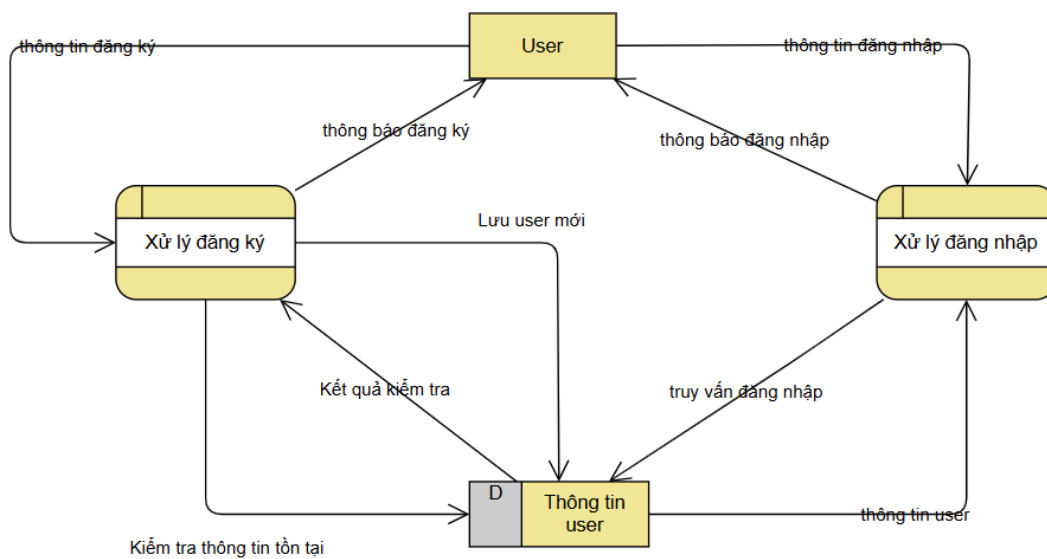 thông tin đăng ký
User
thông tin đăng nhập
thông báo đăng ký
thông báo đăng nhập
Lưu user mới
Xử lý đăng ký
Xử lý đăng nhập
Kết quả kiểm tra
truy vấn đăng nhập
D
Thông tin
user
thông tin user
Kiểm tra thông tin tồn tại